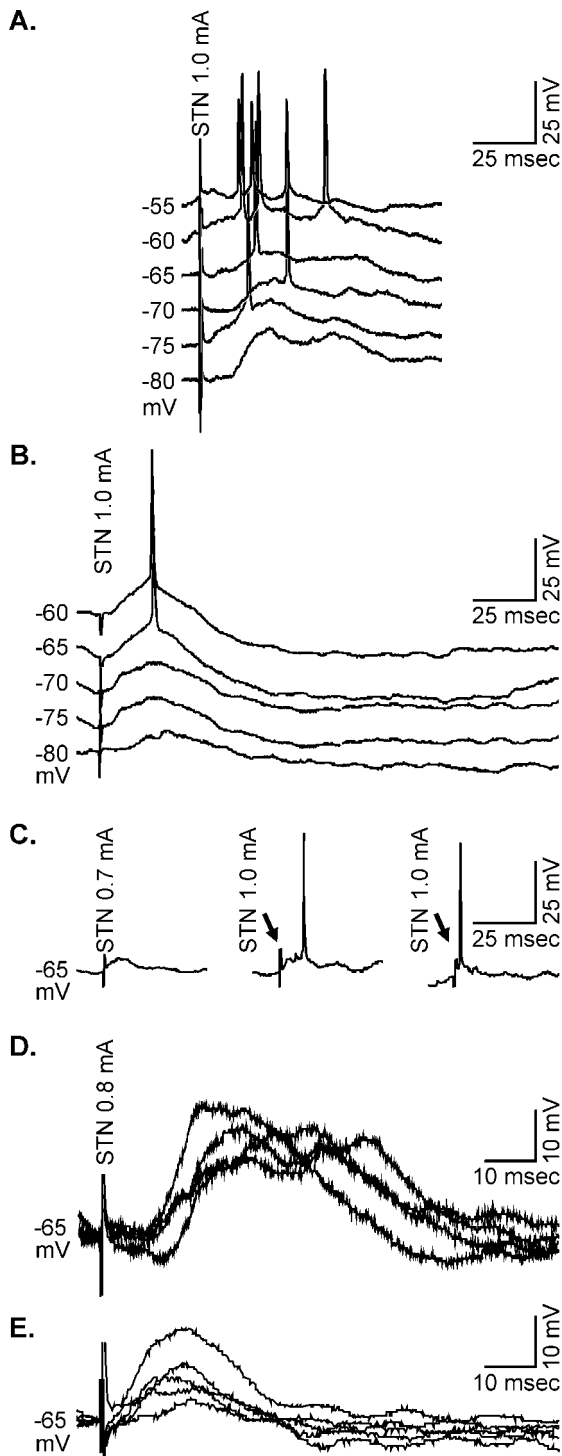 A.
STN 1.0 mA
25 mV
25 msec
-55
-60
-65
-70
-75
-80
mV
B.
STN 1.0 mA
25 mV
25 msec
-60
-65
-70
-75
-80
mV
C.
STN 0.7 mA
STN 1.0 mA
STN 1.0 mA
25 mV
25 msec
-65
mV
D.
STN 0.8 mA
10 mV
10 msec
-65
mV
E.
10 mV
10 msec
-65
mV